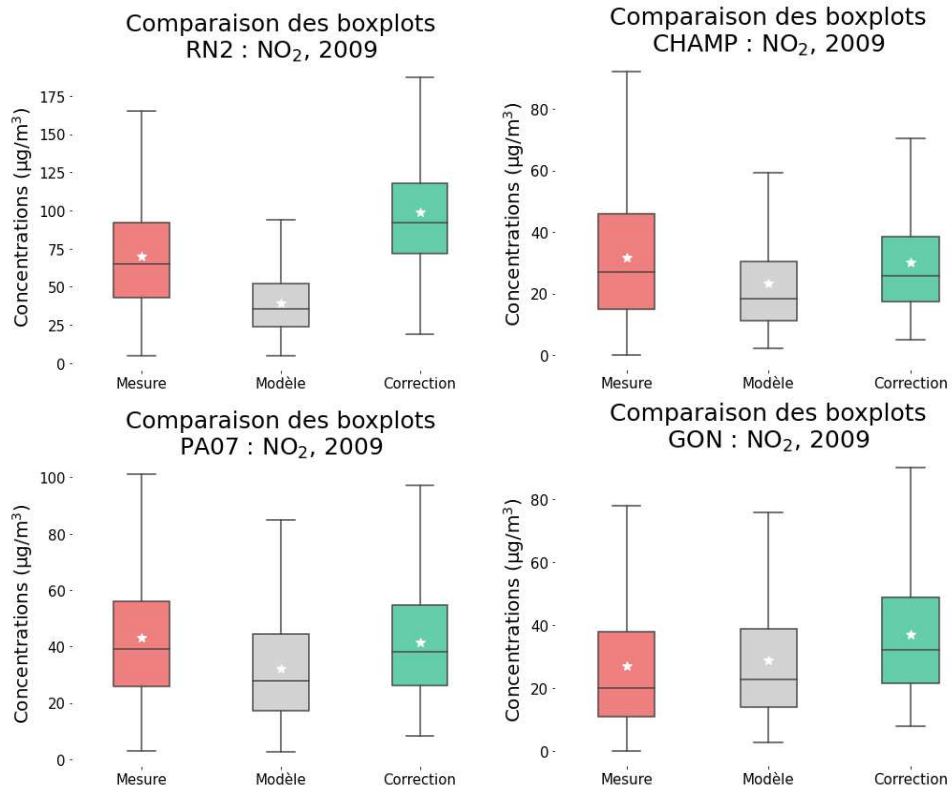 Comparaison des boxplots
RN2 : NO₂, 2009
Concentrations (µg/m³)
175
150
125
100
75
50
25
0
Mesure Modèle Correction
Comparaison des boxplots
CHAMP : NO₂, 2009
Concentrations (µg/m³)
80
60
40
20
0
Mesure Modèle Correction
Comparaison des boxplots
PA07 : NO₂, 2009
Concentrations (µg/m³)
100
80
60
40
20
0
Mesure Modèle Correction
Comparaison des boxplots
GON : NO₂, 2009
Concentrations (µg/m³)
80
60
40
20
0
Mesure Modèle Correction